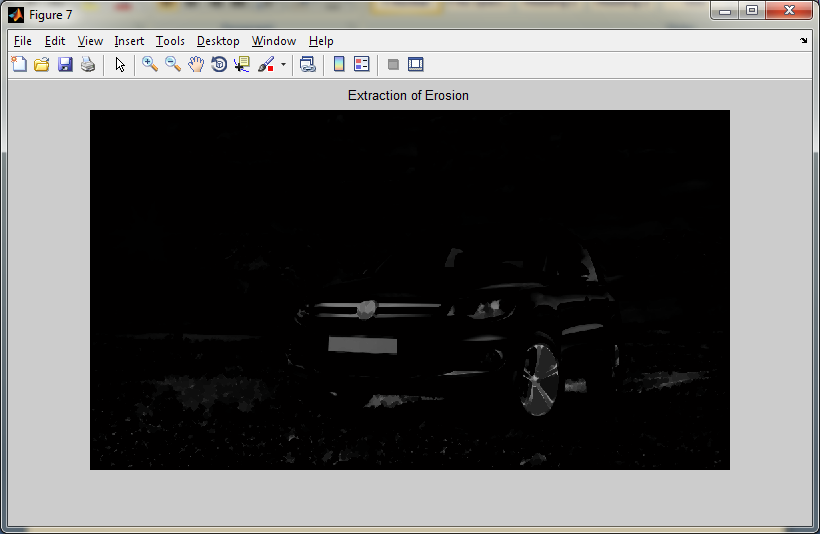 Figure 7
File Edit View Insert Tools Desktop Window Help
Extraction of Erosion